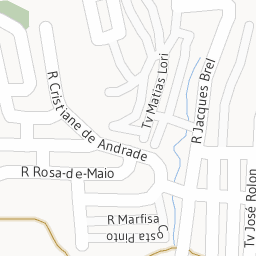 R Cristiane de Andrade
Tv Matias Lori
R Jacques Brel
R Rosa-de-Maio
R Marfisa
Costa Pinto
Tv José Rolon